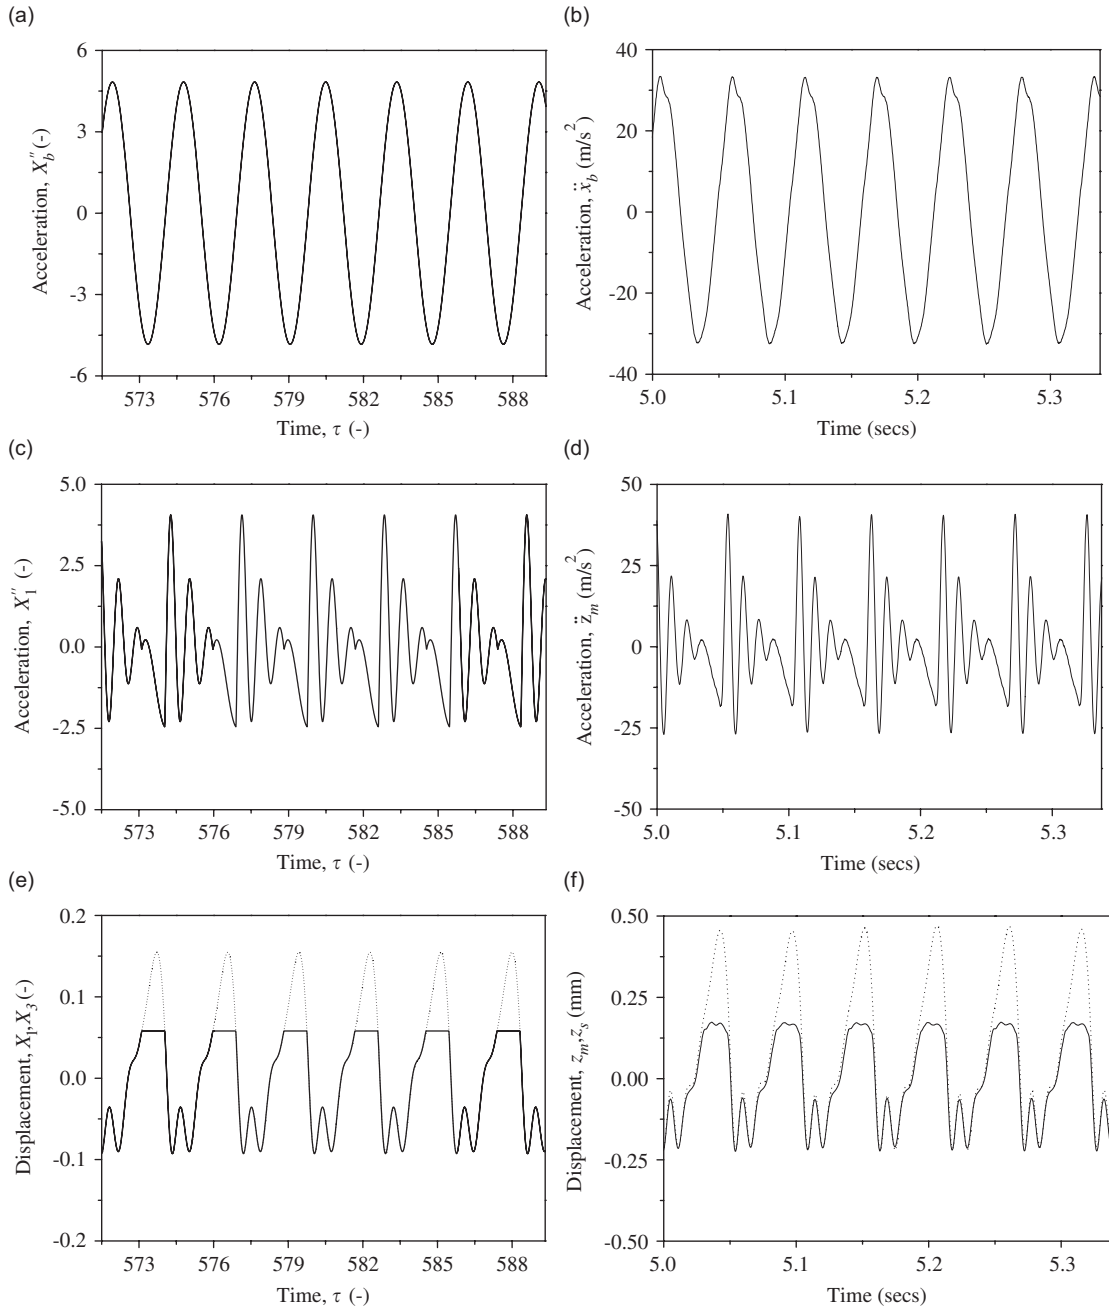 (a)
6
3
0
-3
-6
573 576 579 582 585 588
Acceleration, X_b'' (-)
Time, τ (-)
(b)
40
20
0
-20
-40
5.0 5.1 5.2 5.3
Acceleration, ẍ_b (m/s²)
Time (secs)
(c)
5.0
2.5
0.0
-2.5
-5.0
573 576 579 582 585 588
Acceleration, X_1'' (-)
Time, τ (-)
(d)
50
25
0
-25
-50
5.0 5.1 5.2 5.3
Acceleration, z̈_m (m/s²)
Time (secs)
(e)
0.2
0.1
0.0
-0.1
-0.2
573 576 579 582 585 588
Displacement, X_1, X_3 (-)
Time, τ (-)
(f)
0.50
0.25
0.00
-0.25
-0.50
5.0 5.1 5.2 5.3
Displacement, z_m, z_s (mm)
Time (secs)